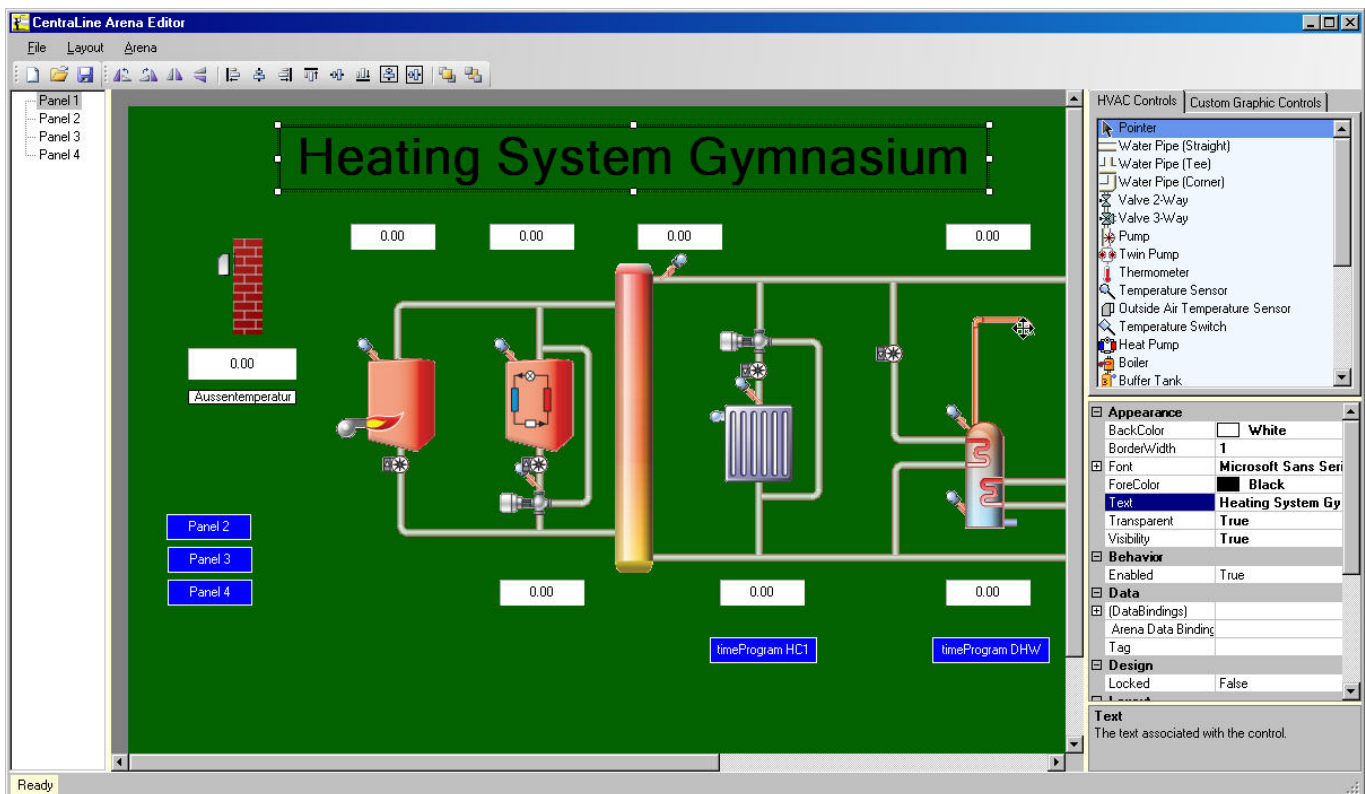 CentraLine Arena Editor
File Layout Arena
Panel 1
Panel 2
Panel 3
Panel 4
Heating System Gymnasium
0.00 0.00 0.00 0.00
0.00
Aussentemperatur
Panel 2
Panel 3
Panel 4
0.00 0.00 0.00
timeProgram HC1 timeProgram DHW
HVAC Controls Custom Graphic Controls
Pointer
Water Pipe (Straight)
Water Pipe (Tee)
Water Pipe (Corner)
Valve 2-Way
Valve 3-Way
Pump
Twin Pump
Thermometer
Temperature Sensor
Outside Air Temperature Sensor
Temperature Switch
Heat Pump
Boiler
Buffer Tank
Appearance
BackColor White
BorderWidth 1
Font Microsoft Sans Seri
ForeColor Black
Text Heating System Gy
Transparent True
Visibility True
Behavior
Enabled True
Data
(DataBindings)
Arena Data Binding
Tag
Design
Locked False
Text
The text associated with the control.
Ready